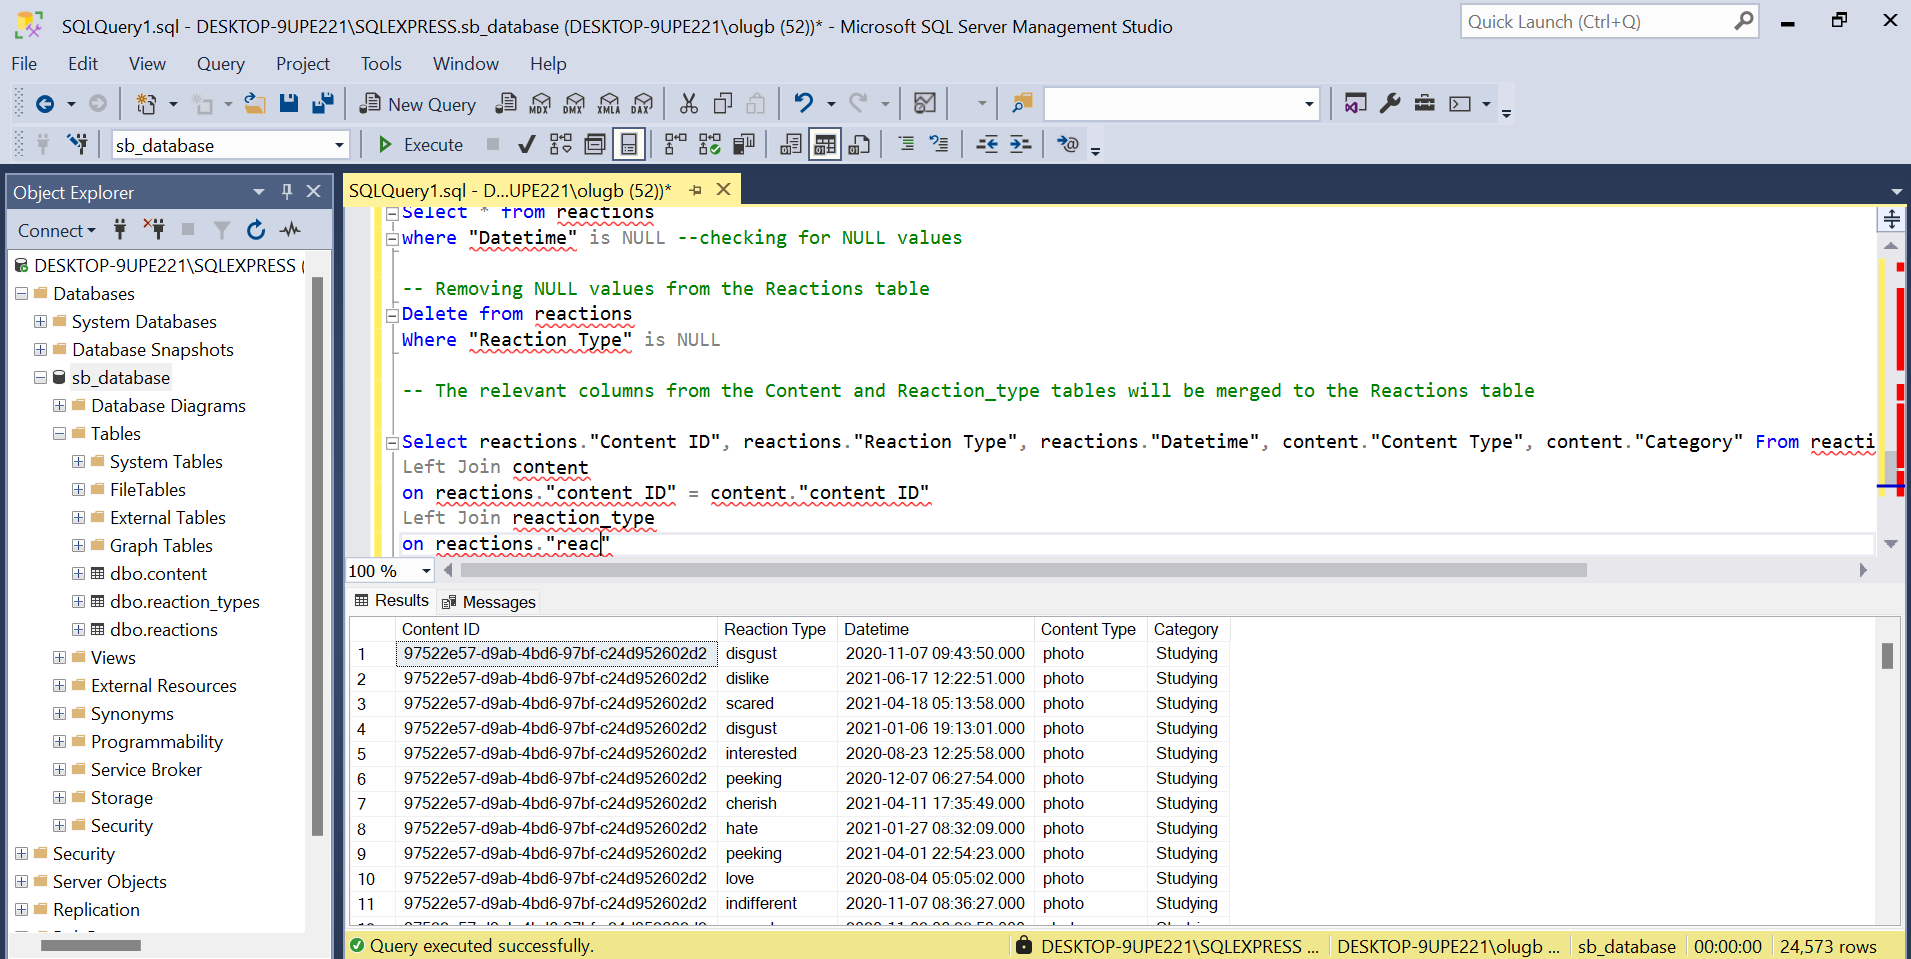 SQLQuery1.sql - DESKTOP-9UPE221\SQLEXPRESS.sb_database (DESKTOP-9UPE221\olugb (52))* - Microsoft SQL Server Management Studio
Quick Launch (Ctrl+Q)
File Edit View Query Project Tools Window Help
New Query MDX DMX XMLA DAX
sb_database Execute
Object Explorer
SQLQuery1.sql - D...UPE221\olugb (52))*
Connect
DESKTOP-9UPE221\SQLEXPRESS (
Databases
System Databases
Database Snapshots
sb_database
Database Diagrams
Tables
System Tables
FileTables
External Tables
Graph Tables
dbo.content
dbo.reaction_types
dbo.reactions
Views
External Resources
Synonyms
Programmability
Service Broker
Storage
Security
Security
Server Objects
Replication
Select * from reactions
where "Datetime" is NULL --checking for NULL values
-- Removing NULL values from the Reactions table
Delete from reactions
Where "Reaction Type" is NULL
-- The relevant columns from the Content and Reaction_type tables will be merged to the Reactions table
Select reactions."Content ID", reactions."Reaction Type", reactions."Datetime", content."Content Type", content."Category" From reacti
Left Join content
on reactions."content ID" = content."content ID"
Left Join reaction_type
on reactions."reac"
100 %
Results Messages
Content ID Reaction Type Datetime Content Type Category
1 97522e57-d9ab-4bd6-97bf-c24d952602d2 disgust 2020-11-07 09:43:50.000 photo Studying
2 97522e57-d9ab-4bd6-97bf-c24d952602d2 dislike 2021-06-17 12:22:51.000 photo Studying
3 97522e57-d9ab-4bd6-97bf-c24d952602d2 scared 2021-04-18 05:13:58.000 photo Studying
4 97522e57-d9ab-4bd6-97bf-c24d952602d2 disgust 2021-01-06 19:13:01.000 photo Studying
5 97522e57-d9ab-4bd6-97bf-c24d952602d2 interested 2020-08-23 12:25:58.000 photo Studying
6 97522e57-d9ab-4bd6-97bf-c24d952602d2 peeking 2020-12-07 06:27:54.000 photo Studying
7 97522e57-d9ab-4bd6-97bf-c24d952602d2 cherish 2021-04-11 17:35:49.000 photo Studying
8 97522e57-d9ab-4bd6-97bf-c24d952602d2 hate 2021-01-27 08:32:09.000 photo Studying
9 97522e57-d9ab-4bd6-97bf-c24d952602d2 peeking 2021-04-01 22:54:23.000 photo Studying
10 97522e57-d9ab-4bd6-97bf-c24d952602d2 love 2020-08-04 05:05:02.000 photo Studying
11 97522e57-d9ab-4bd6-97bf-c24d952602d2 indifferent 2020-11-07 08:36:27.000 photo Studying
Query executed successfully. DESKTOP-9UPE221\SQLEXPRESS ... DESKTOP-9UPE221\olugb ... sb_database 00:00:00 24,573 rows